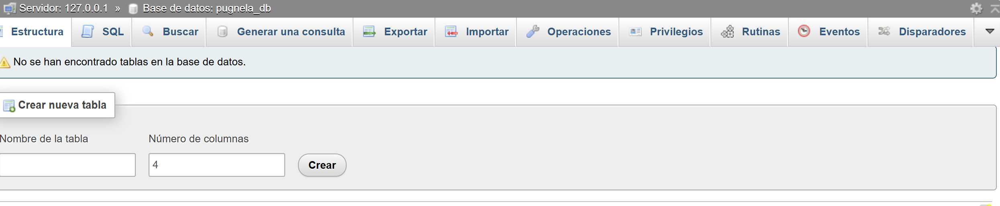 Servidor: 127.0.0.1 » Base de datos: pugnela_db
Estructura SQL Buscar Generar una consulta Exportar Importar Operaciones Privilegios Rutinas Eventos Disparadores
No se han encontrado tablas en la base de datos.
Crear nueva tabla
Nombre de la tabla Número de columnas
4 Crear